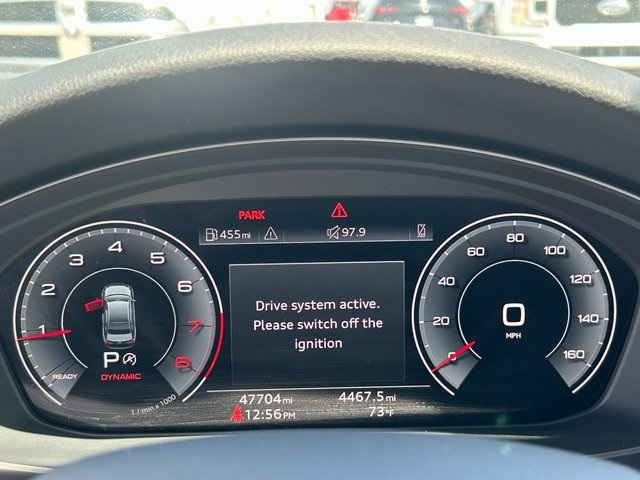 PARK
455mi 97.9
Drive system active.
Please switch off the
ignition
1 2 3 4 5 6 7 8
READY
P
DYNAMIC
1 / min x 1000
0 20 40 60 80 100 120 140 160
0
MPH
47704mi 4467.5mi
12:56PM 73°F